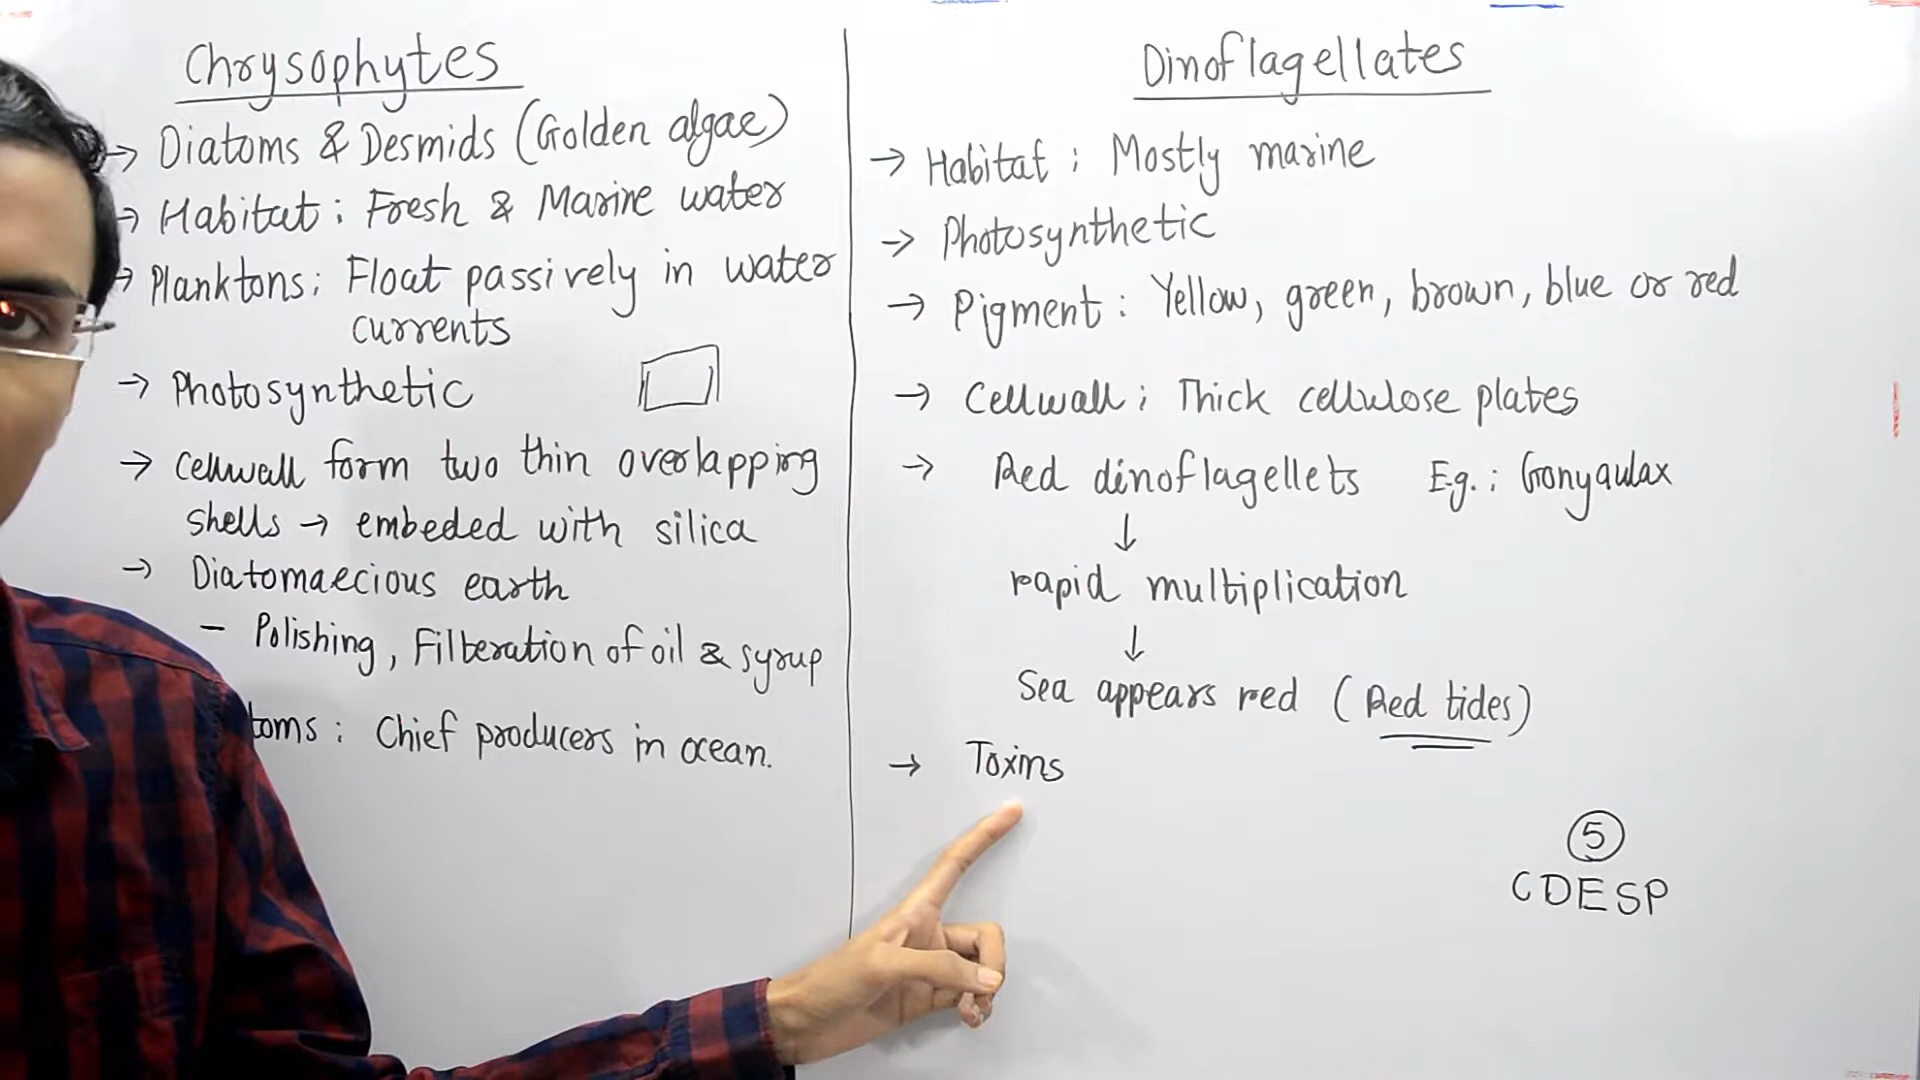 Chrysophytes
→ Diatoms & Desmids (Golden algae)
→ Habitat : Fresh & Marine water
→ Planktons : Float passively in water
currents
→ Photosynthetic
→ Cellwall form two thin overlapping
shells → embeded with silica
→ Diatomaecious earth
- Polishing, Filteration of oil & syrup
toms : Chief producers in ocean.
Dinoflagellates
→ Habitat : Mostly marine
→ Photosynthetic
→ Pigment : Yellow, green, brown, blue or red
→ Cellwall : Thick cellulose plates
→ Red dinoflagellets E.g. : Gonyaulax
↓
rapid multiplication
↓
Sea appears red (Red tides)
→ Toxins
5
CDESP